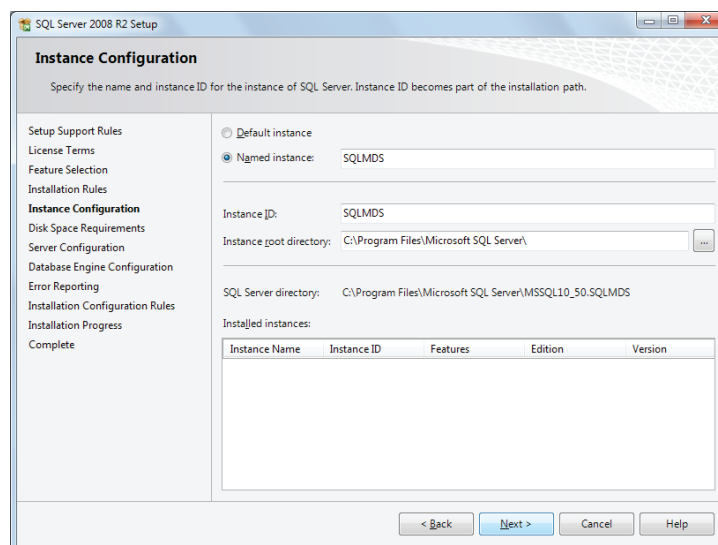 SQL Server 2008 R2 Setup
Instance Configuration
Specify the name and instance ID for the instance of SQL Server. Instance ID becomes part of the installation path.
Setup Support Rules
License Terms
Feature Selection
Installation Rules
Instance Configuration
Disk Space Requirements
Server Configuration
Database Engine Configuration
Error Reporting
Installation Configuration Rules
Installation Progress
Complete
Default instance
Named instance: SQLMDS
Instance ID: SQLMDS
Instance root directory: C:\Program Files\Microsoft SQL Server\ ...
SQL Server directory: C:\Program Files\Microsoft SQL Server\MSSQL10_50.SQLMDS
Installed instances:
Instance Name Instance ID Features Edition Version
< Back Next > Cancel Help